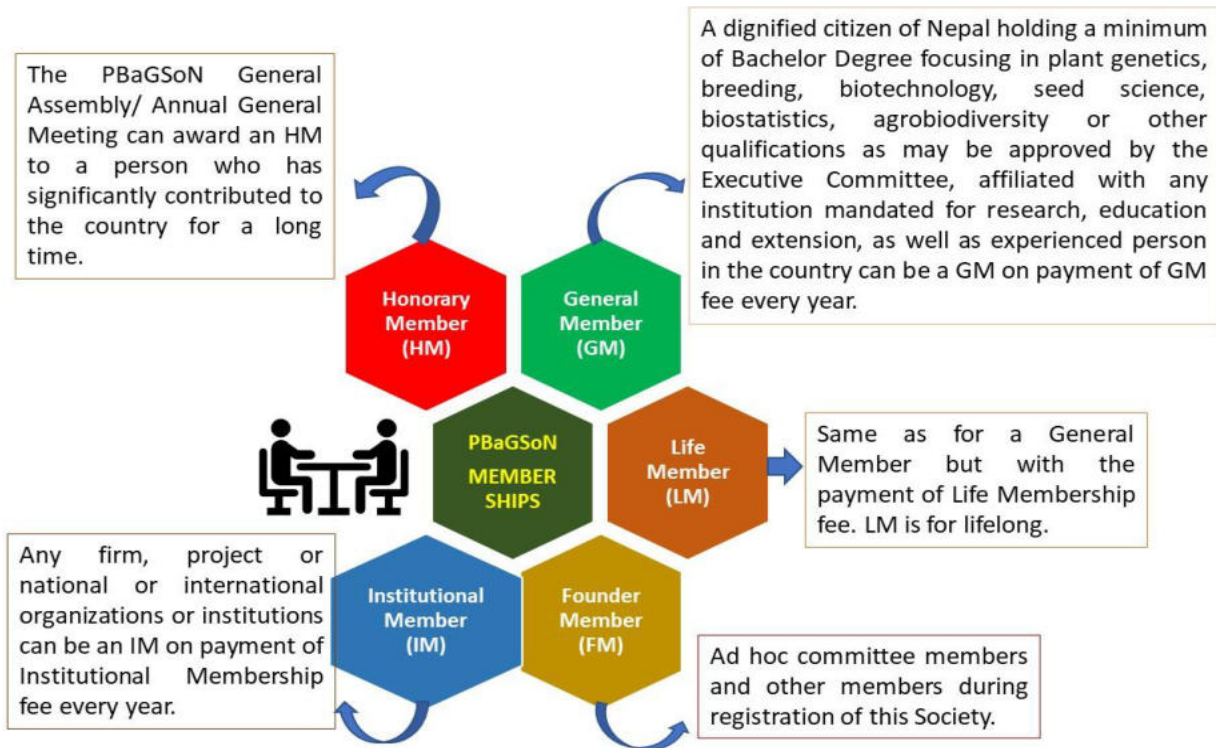 The PBaGSoN General
Assembly/ Annual General
Meeting can award an HM
to a person who has
significantly contributed to
the country for a long
time.
A dignified citizen of Nepal holding a minimum
of Bachelor Degree focusing in plant genetics,
breeding, biotechnology, seed science,
biostatistics, agrobiodiversity or other
qualifications as may be approved by the
Executive Committee, affiliated with any
institution mandated for research, education
and extension, as well as experienced person
in the country can be a GM on payment of GM
fee every year.
Honorary
Member
(HM)
General
Member
(GM)
PBaGSoN
MEMBER
SHIPS
Life
Member
(LM)
Same as for a General
Member but with the
payment of Life Membership
fee. LM is for lifelong.
Any firm, project or
national or international
organizations or institutions
can be an IM on payment of
Institutional Membership
fee every year.
Institutional
Member
(IM)
Founder
Member
(FM)
Ad hoc committee members
and other members during
registration of this Society.